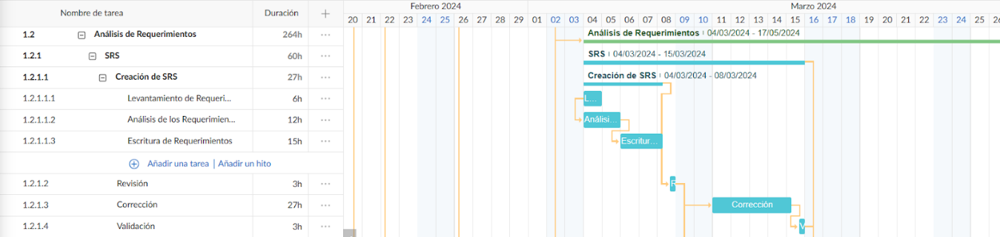 Febrero 2024 Marzo 2024
Nombre de tarea Duración
20 21 22 23 24 25 26 27 28 29 01 02 03 04 05 06 07 08 09 10 11 12 13 14 15 16 17 18 19 20 21 22 23 24 25
1.2 Análisis de Requerimientos 264h ... Análisis de Requerimientos 04/03/2024 - 17/05/2024
1.2.1 SRS 60h ... SRS 04/03/2024 - 15/03/2024
1.2.1.1 Creación de SRS 27h ... Creación de SRS 04/03/2024 - 08/03/2024
1.2.1.1.1 Levantamiento de Requeri... 6h ... L...
1.2.1.1.2 Análisis de los Requerimien... 12h ... Análisi...
1.2.1.1.3 Escritura de Requerimientos 15h ... Escritur...
Añadir una tarea | Añadir un hito
1.2.1.2 Revisión 3h ...
1.2.1.3 Corrección 27h ... Corrección
1.2.1.4 Validación 3h ...